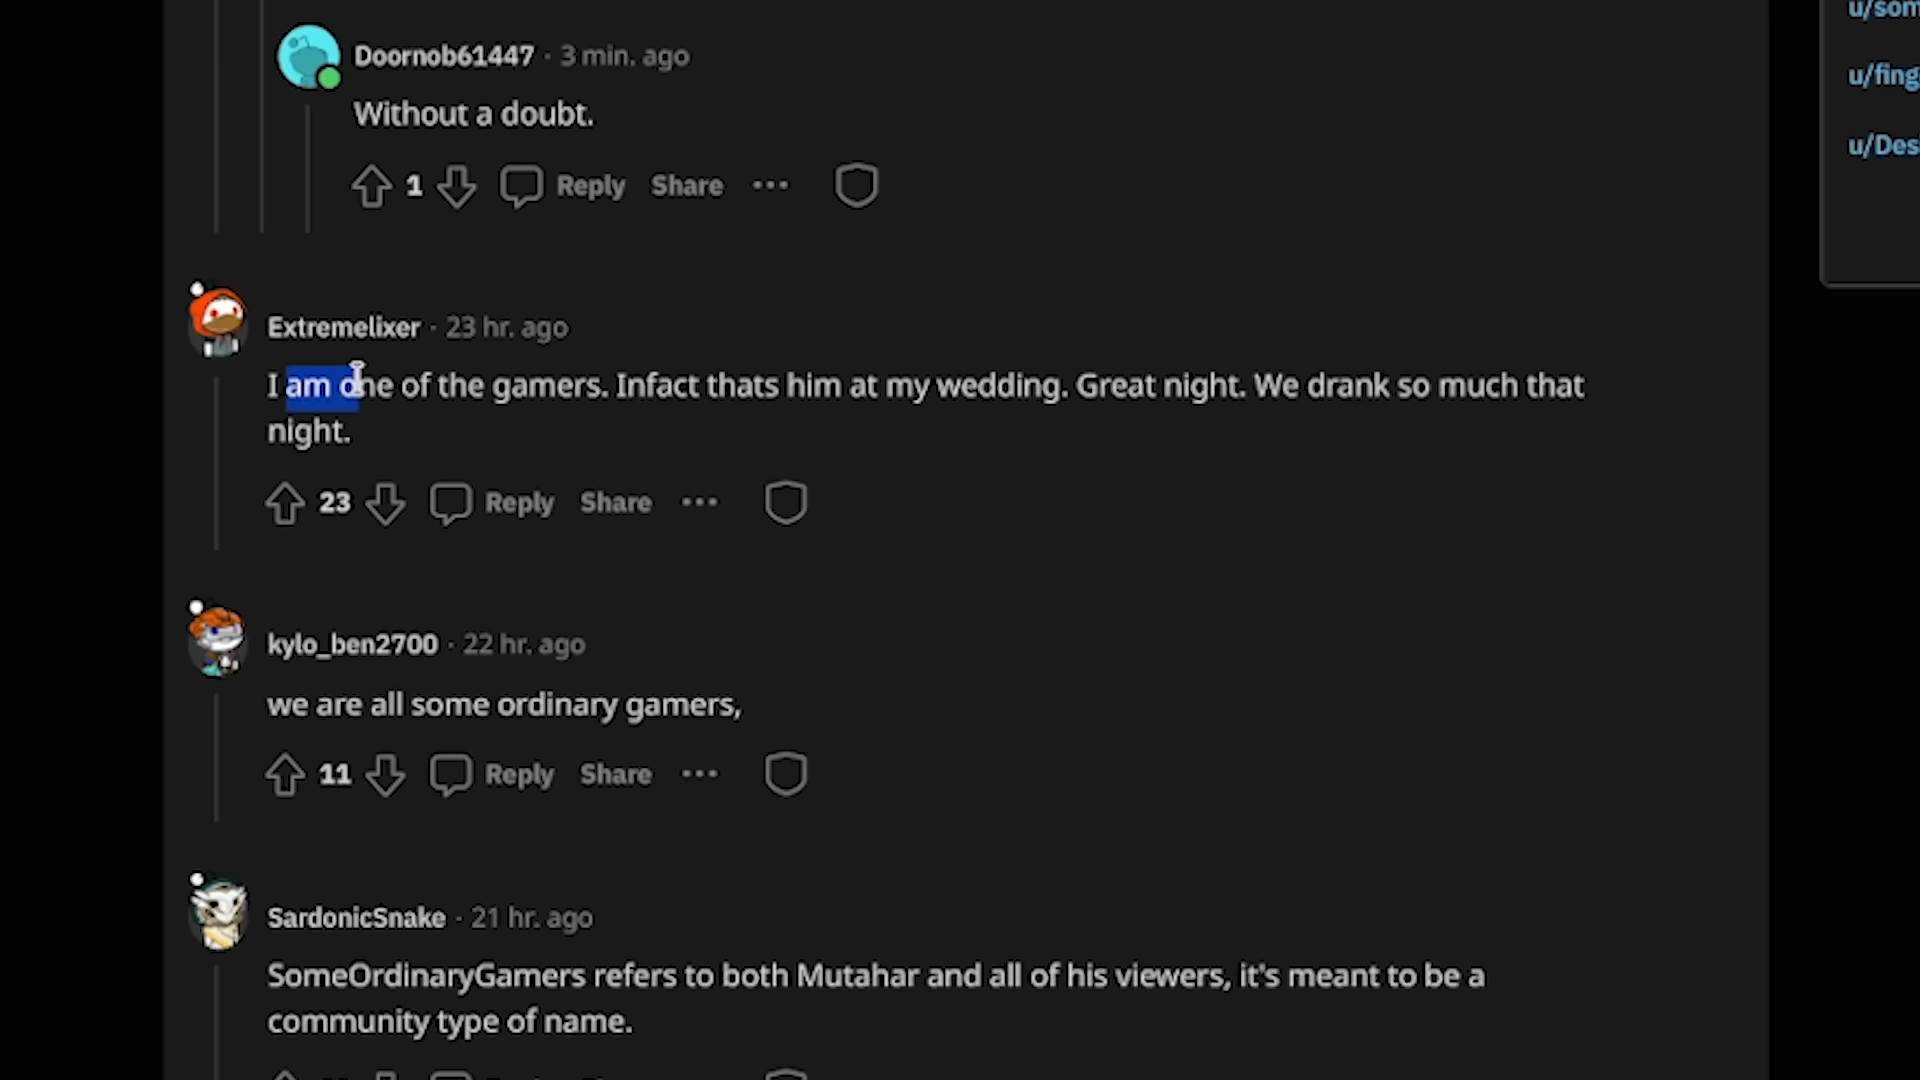 u/som
Doornob61447 · 3 min. ago
u/fing
Without a doubt.
u/Des
1 Reply Share ...
Extremelixer · 23 hr. ago
I am one of the gamers. Infact thats him at my wedding. Great night. We drank so much that
night.
23 Reply Share ...
kylo_ben2700 · 22 hr. ago
we are all some ordinary gamers,
11 Reply Share ...
SardonicSnake · 21 hr. ago
SomeOrdinaryGamers refers to both Mutahar and all of his viewers, it's meant to be a
community type of name.